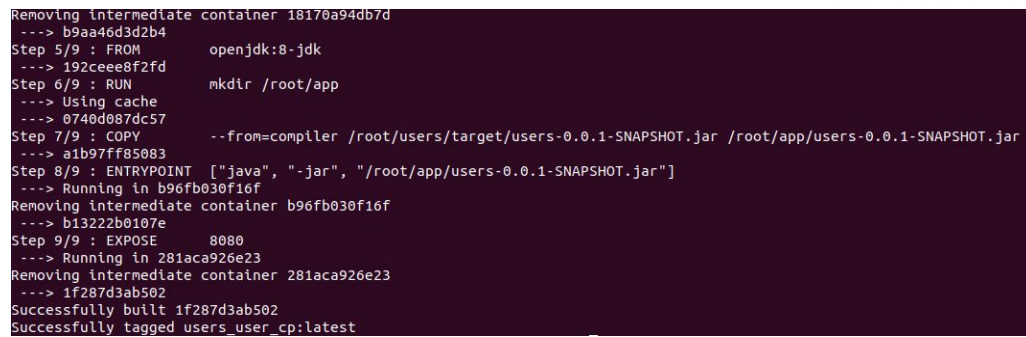 Removing intermediate container 18170a94db7d
 ---> b9aa46d3d2b4
Step 5/9 : FROM       openjdk:8-jdk
 ---> 192ceee8f2fd
Step 6/9 : RUN        mkdir /root/app
 ---> Using cache
 ---> 0740d087dc57
Step 7/9 : COPY       --from=compiler /root/users/target/users-0.0.1-SNAPSHOT.jar /root/app/users-0.0.1-SNAPSHOT.jar
 ---> a1b97ff85083
Step 8/9 : ENTRYPOINT ["java", "-jar", "/root/app/users-0.0.1-SNAPSHOT.jar"]
 ---> Running in b96fb030f16f
Removing intermediate container b96fb030f16f
 ---> b13222b0107e
Step 9/9 : EXPOSE     8080
 ---> Running in 281aca926e23
Removing intermediate container 281aca926e23
 ---> 1f287d3ab502
Successfully built 1f287d3ab502
Successfully tagged users_user_cp:latest